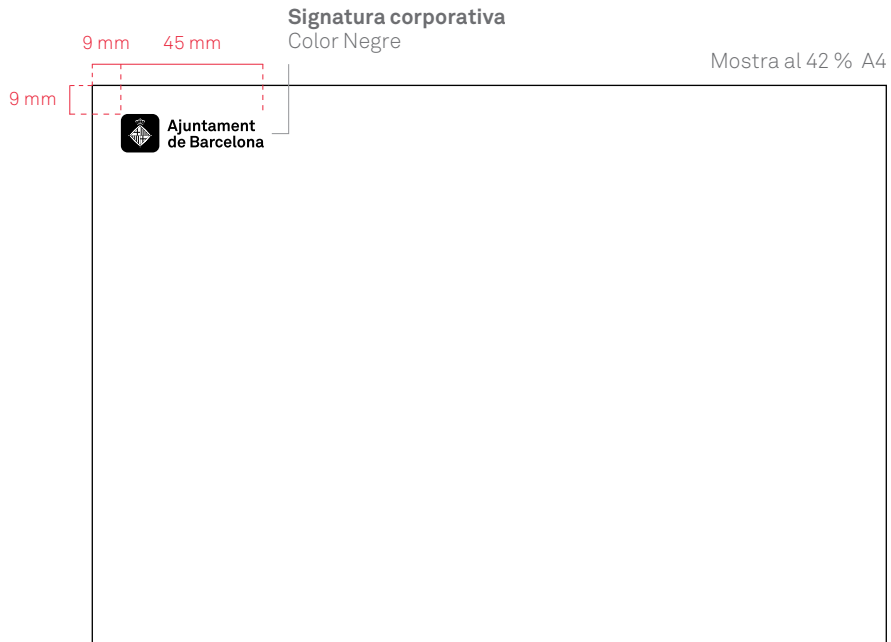 Signatura corporativa
Color Negre
9 mm
45 mm
Mostra al 42 % A4
9 mm
Ajuntament
de Barcelona